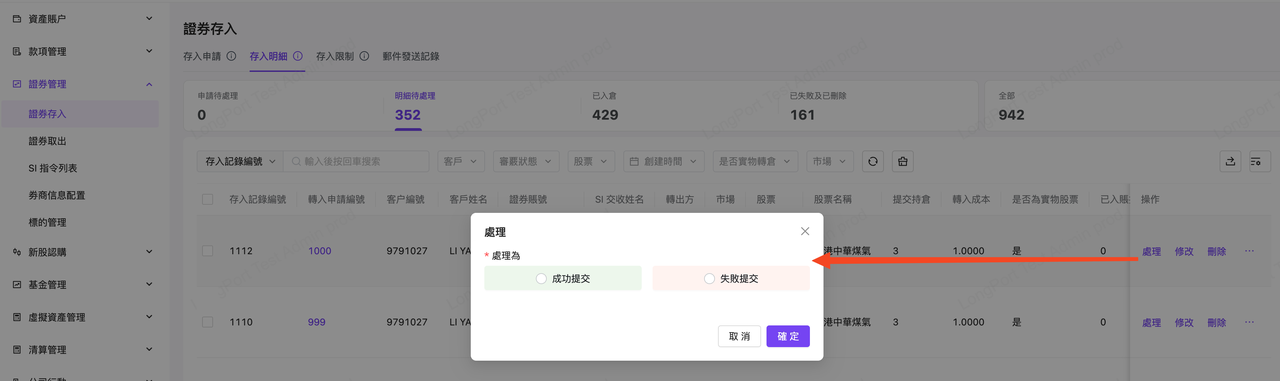 資產賬户
款項管理
證券管理
證券存入
證券取出
SI 指令列表
券商信息配置
標的管理
新股認購
基金管理
虛擬資產管理
清算管理
公司行動
證券存入
存入申請 存入明細 存入限制 郵件發送記錄
申請待處理 明細待處理 已入倉 已失敗及已刪除 全部
0 352 429 161 942
存入記錄編號 輸入後按回車搜索 客戶 審覈狀態 股票 創建時間 是否實物轉倉 市場
存入記錄編號 轉入申請編號 客户編號 客戶姓名 證券賬號 SI 交收姓名 轉出方 市場 股票 股票名稱 提交持倉 轉入成本 是否為實物股票 已入賬 操作
1112 1000 9791027 LI YA 港中華煤氣 3 1.0000 是 0 處理 修改 刪除 ···
1110 999 9791027 LI YA 港中華煤氣 3 1.0000 是 0 處理 修改 刪除 ···
處理
* 處理為
成功提交 失敗提交
取 消 確 定